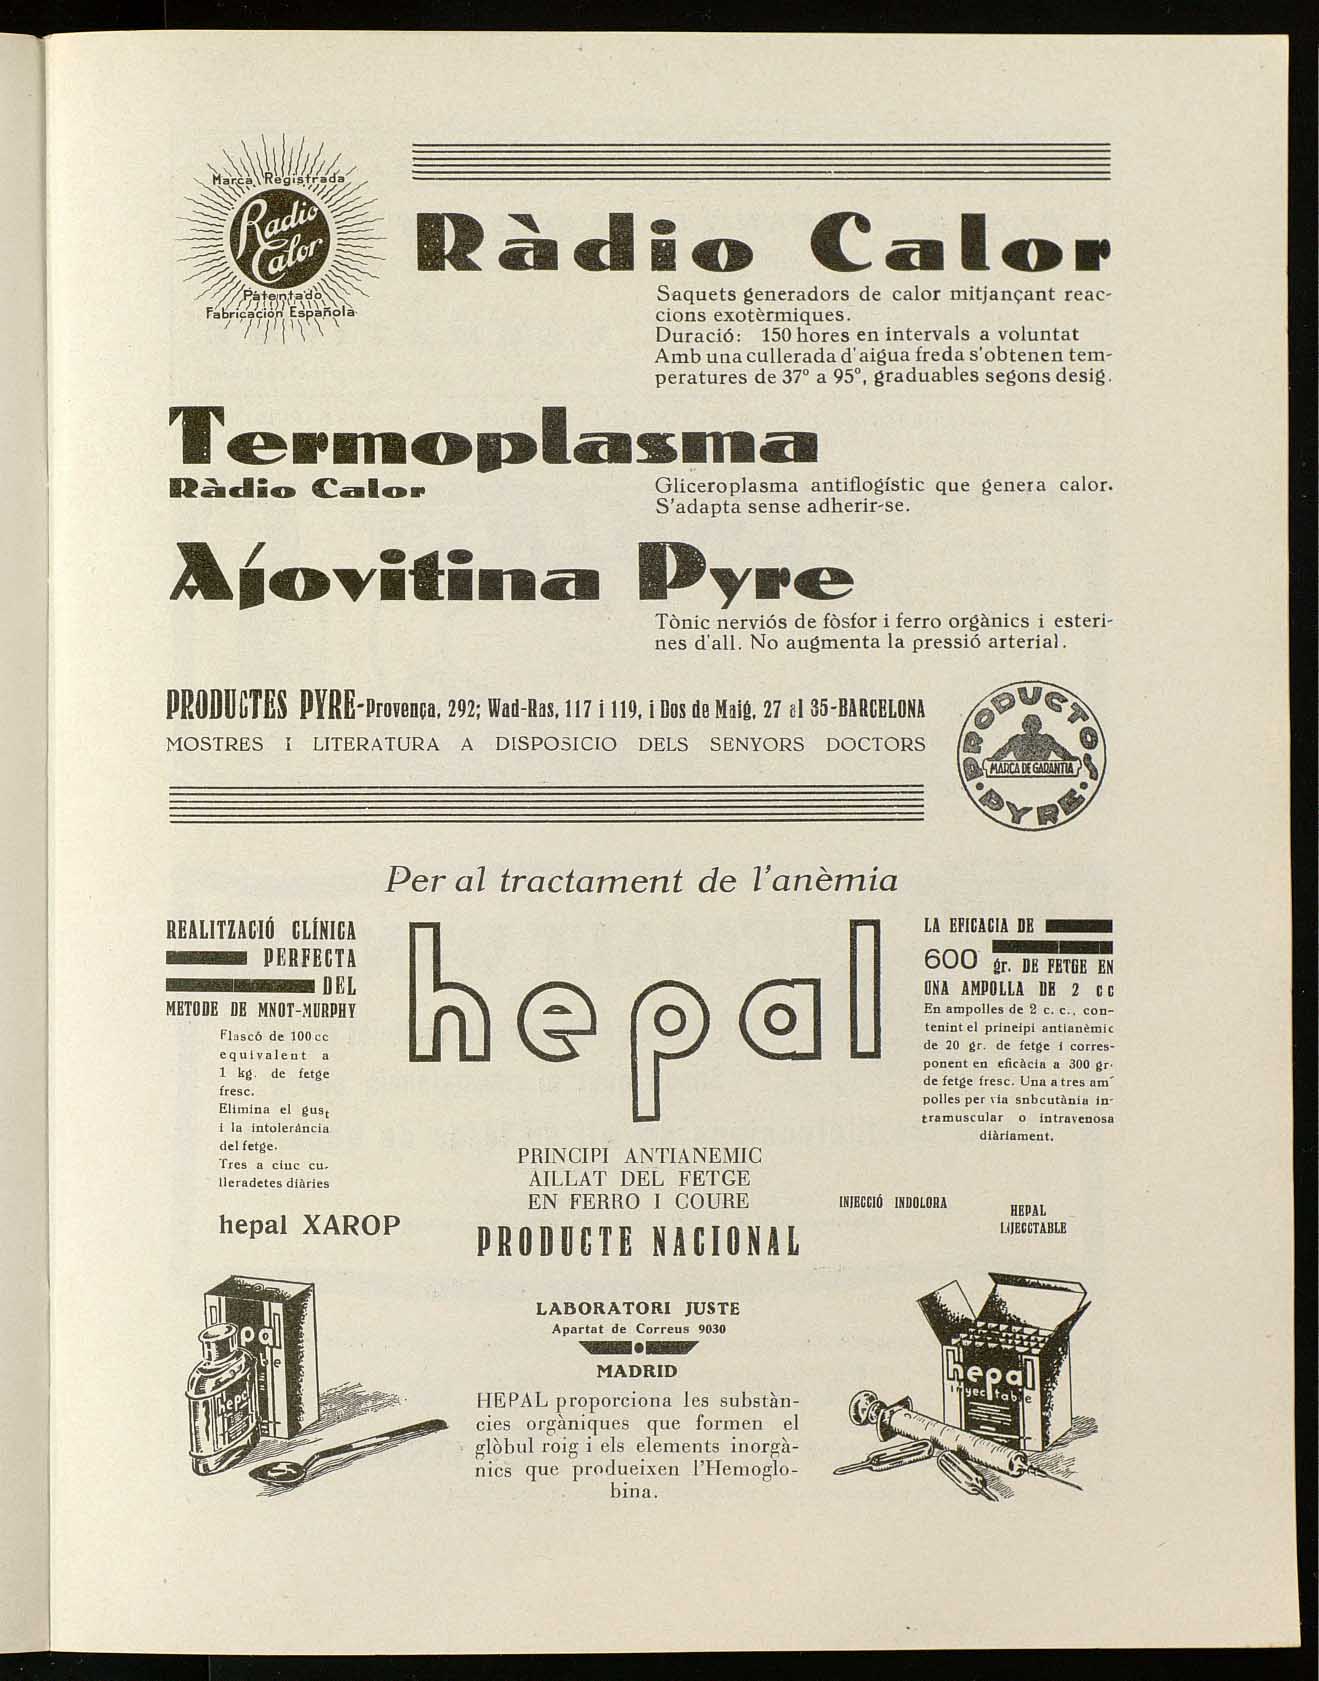 Marca Registrada
Radio
Calor
Patentado
Fabricación Española
Ràdio Calor
Saquets generadors de calor mitjançant reac-
cions exotèrmiques.
Duració: 150 hores en intervals a voluntat
Amb una cullerada d'aigua freda s'obtenen tem-
peratures de 37º a 95º, graduables segons desig.
Termoplasma
Ràdio Calor
Gliceroplasma antiflogístic que genera calor.
S'adapta sense adherir-se.
Ajovitina Pyre
Tònic nerviós de fòsfor i ferro orgànics i esteri-
nes d'all. No augmenta la pressió arterial.
PRODUCTES PYRE-Provença, 292; Wad-Ras, 117 i 119, i Dos de Maig, 27 al 35-BARCELONA
MOSTRES I LITERATURA A DISPOSICIO DELS SENYORS DOCTORS
PRODUCTOS
MARCA DE GARANTIA
PYRE
Per al tractament de l'anèmia
REALITZACIÓ CLÍNICA
PERFECTA
DEL
METODE DE MNOT-MURPHY
Flascó de 100 cc
equivalent a
1 kg. de fetge
fresc.
Elimina el gust
i la intolerància
del fetge.
Tres a ciuc cu-
lleradetes diàries
hepal XAROP
hepal
PRINCIPI ANTIANEMIC
AILLAT DEL FETGE
EN FERRO I COURE
PRODUCTE NACIONAL
LA EFICACIA DE
600 gr. DE FETGE EN
UNA AMPOLLA DE 2 c c
En ampolles de 2 c. c., con-
tenint el principi antianèmic
de 20 gr. de fetge i corres-
ponent en eficàcia a 300 gr.
de fetge fresc. Una a tres am-
polles per via snbcutània in-
tramuscular o intravenosa
diàriament.
INJECCIÓ INDOLORA
HEPAL
INJECCTABLE
hepal
hepal
LABORATORI JUSTE
Apartat de Correus 9030
MADRID
HEPAL proporciona les substàn-
cies orgàniques que formen el
glòbul roig i els elements inorgà-
nics que produeixen l'Hemoglo-
bina.
hepal
Inyectable